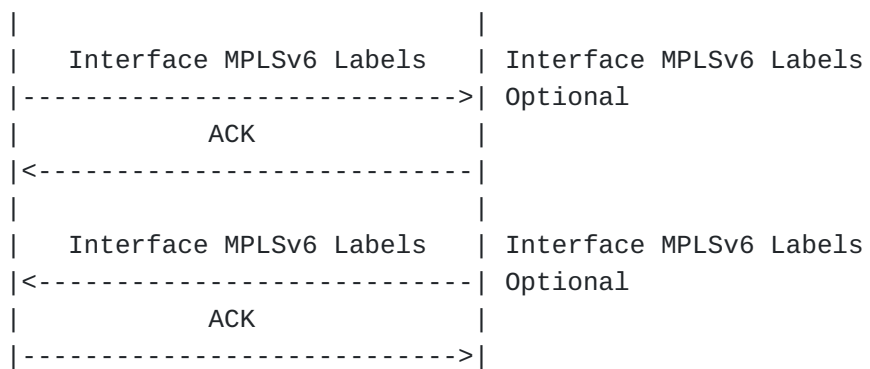 |                              |
|   Interface MPLSv6 Labels   | Interface MPLSv6 Labels
|---------------------------->| Optional
|            ACK              |
|<----------------------------|
|                             |
|   Interface MPLSv6 Labels   | Interface MPLSv6 Labels
|<----------------------------| Optional
|            ACK              |
|---------------------------->|